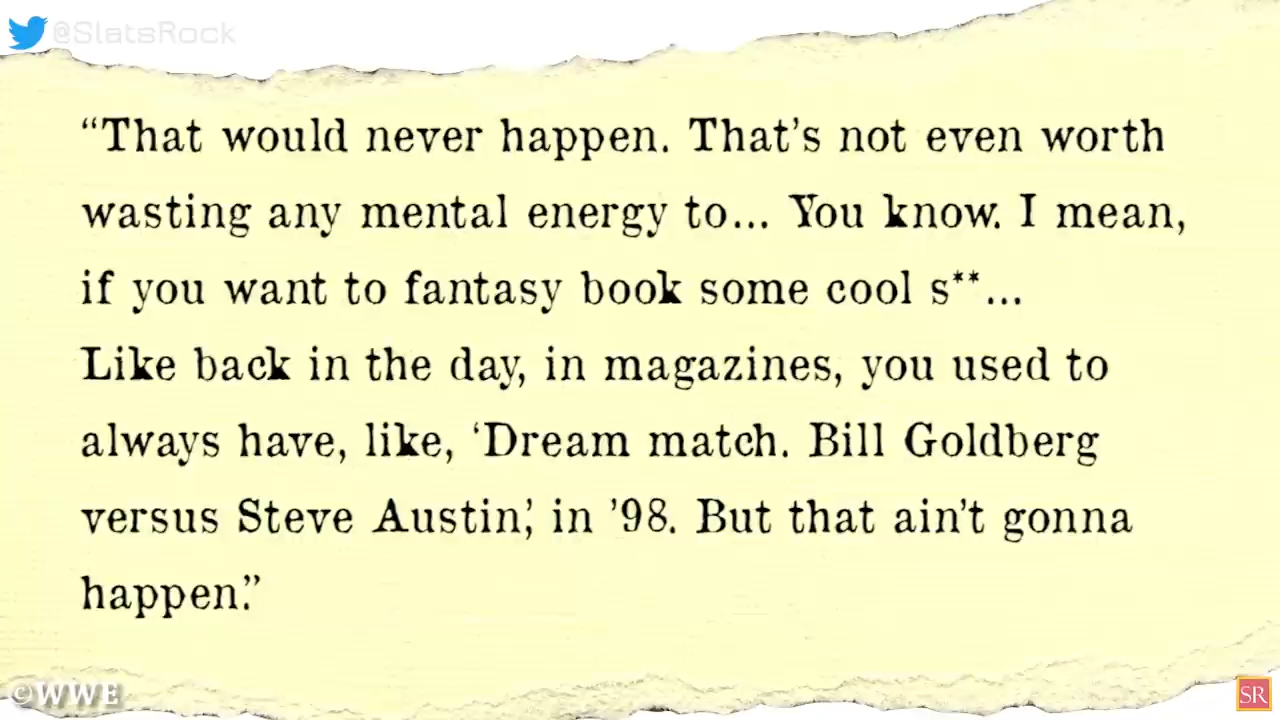 @SlatsRock
“That would never happen. That’s not even worth
wasting any mental energy to... You know. I mean,
if you want to fantasy book some cool s**...
Like back in the day, in magazines, you used to
always have, like, ‘Dream match. Bill Goldberg
versus Steve Austin,’ in ’98. But that ain’t gonna
happen.”
©WWE
SR